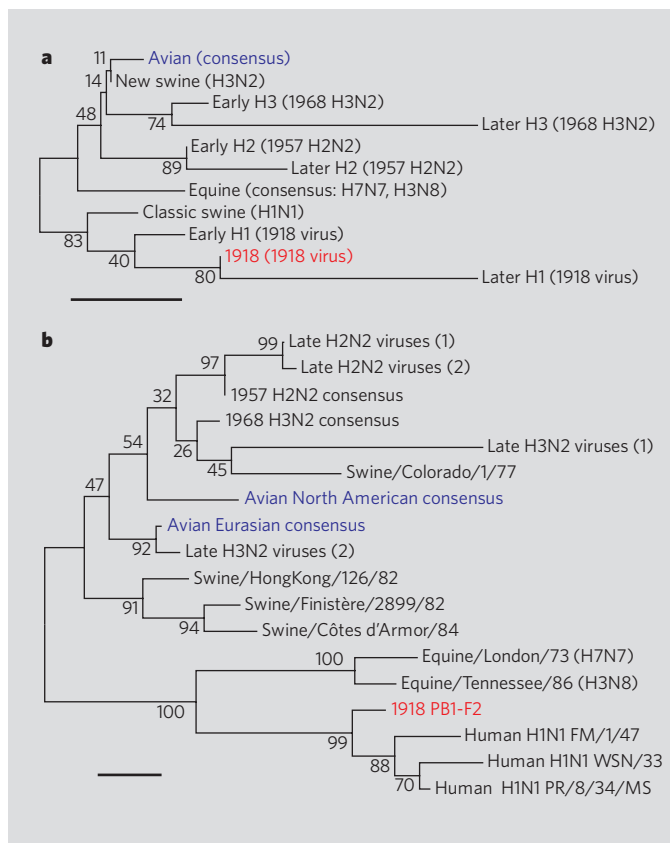 a
11
Avian (consensus)
14
New swine (H3N2)
Early H3 (1968 H3N2)
48
74
Later H3 (1968 H3N2)
Early H2 (1957 H2N2)
89
Later H2 (1957 H2N2)
Equine (consensus: H7N7, H3N8)
Classic swine (H1N1)
83
Early H1 (1918 virus)
40
1918 (1918 virus)
80
Later H1 (1918 virus)
b
99
Late H2N2 viruses (1)
97
Late H2N2 viruses (2)
1957 H2N2 consensus
32
1968 H3N2 consensus
26
Late H3N2 viruses (1)
54
45
Swine/Colorado/1/77
47
Avian North American consensus
Avian Eurasian consensus
92
Late H3N2 viruses (2)
Swine/HongKong/126/82
91
Swine/Finistère/2899/82
94
Swine/Côtes d'Armor/84
100
Equine/London/73 (H7N7)
Equine/Tennessee/86 (H3N8)
100
1918 PB1-F2
99
Human H1N1 FM/1/47
88
Human H1N1 WSN/33
70
Human H1N1 PR/8/34/MS